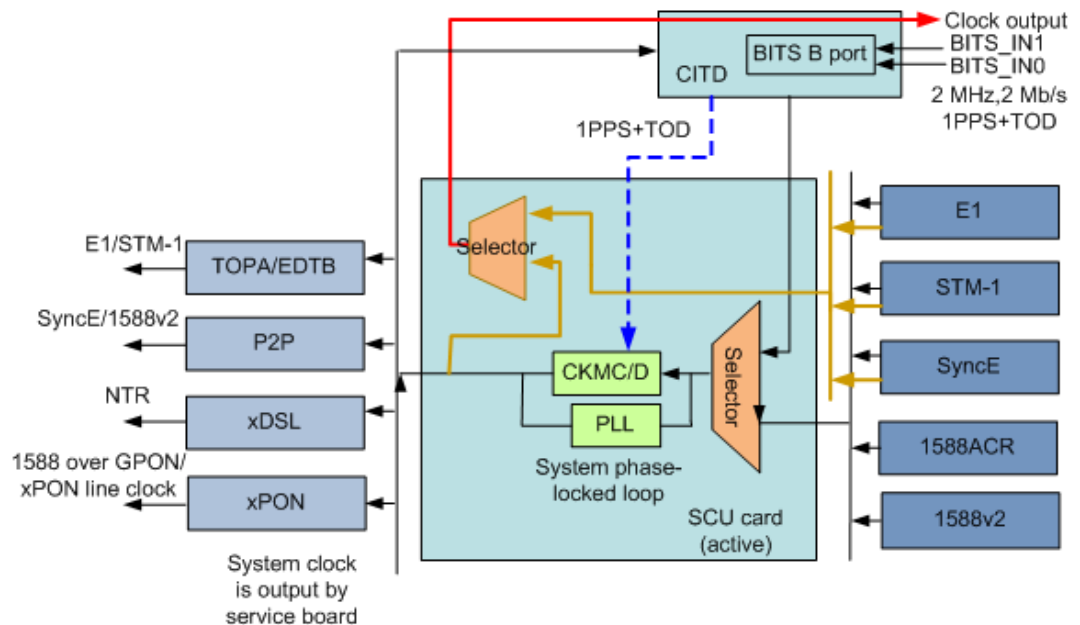 Clock output
BITS_IN1
BITS_IN0
2 MHz,2 Mb/s
1PPS+TOD
BITS B port
CITD
1PPS+TOD
E1/STM-1
TOPA/EDTB
SyncE/1588v2
P2P
NTR
xDSL
1588 over GPON/
xPON line clock
xPON
System clock
is output by
service board
Selector
CKMC/D
PLL
System phase-
locked loop
Selector
SCU card
(active)
E1
STM-1
SyncE
1588ACR
1588v2